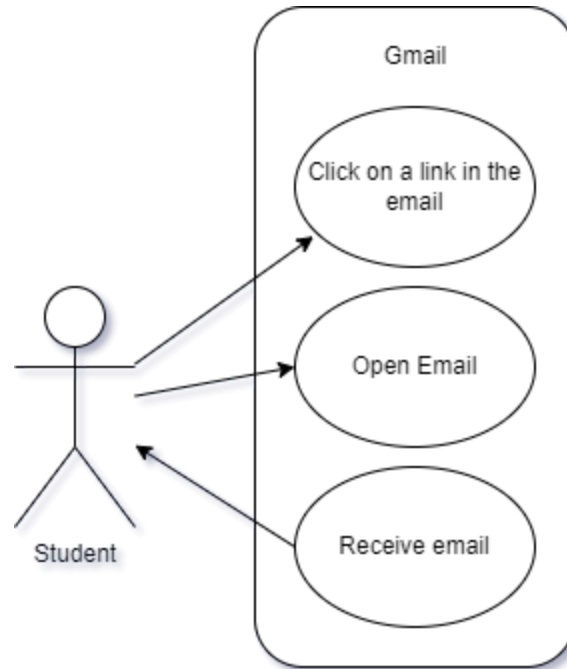 Gmail
Click on a link in the
email
Open Email
Receive email
Student